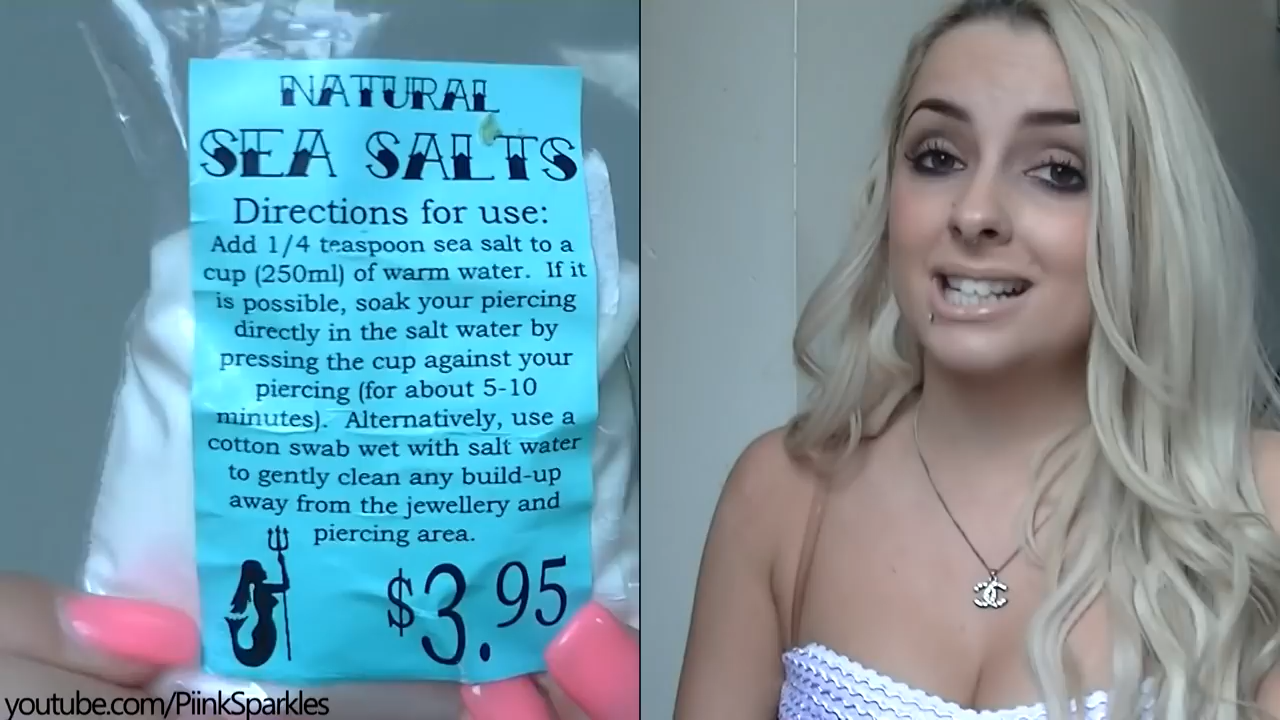 NATURAL
SEA SALTS
Directions for use:
Add 1/4 teaspoon sea salt to a
cup (250ml) of warm water. If it
is possible, soak your piercing
directly in the salt water by
pressing the cup against your
piercing (for about 5-10
minutes). Alternatively, use a
cotton swab wet with salt water
to gently clean any build-up
away from the jewellery and
piercing area.
$3.95
youtube.com/PiinkSparkles